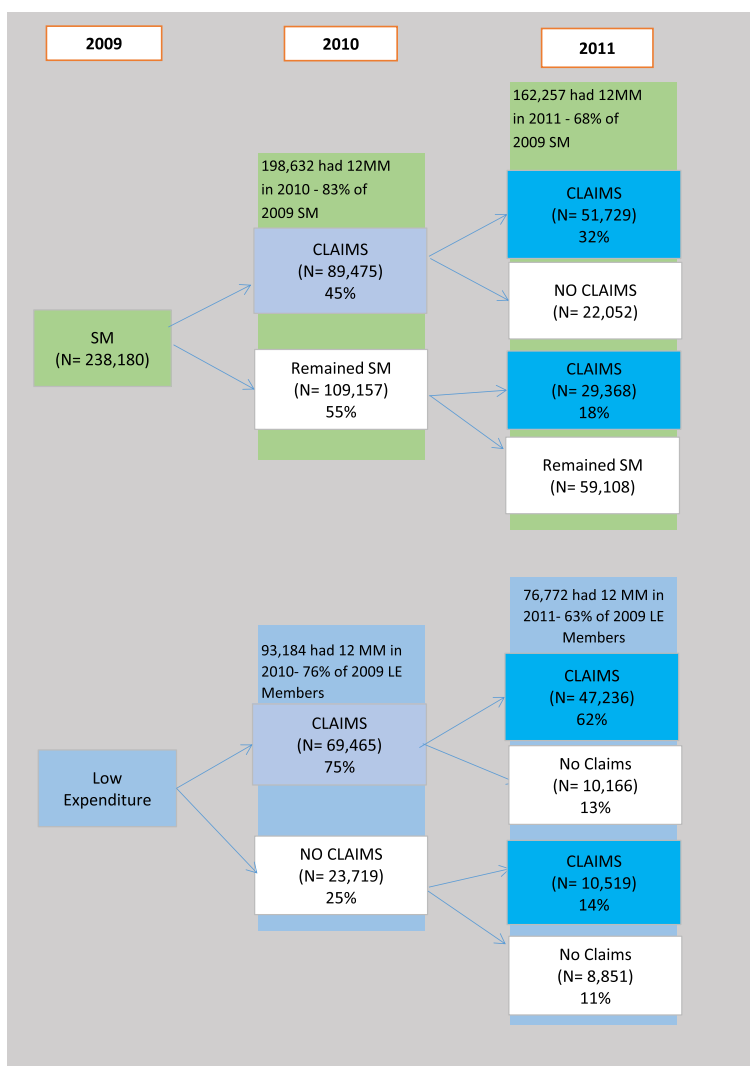 2009
2010
2011
162,257 had 12MM
in 2011 - 68% of
2009 SM
198,632 had 12MM
in 2010 - 83% of
2009 SM
CLAIMS
(N= 51,729)
32%
CLAIMS
(N= 89,475)
45%
NO CLAIMS
(N= 22,052)
SM
(N= 238,180)
Remained SM
(N= 109,157)
55%
CLAIMS
(N= 29,368)
18%
Remained SM
(N= 59,108)
76,772 had 12 MM in
2011- 63% of 2009 LE
Members
93,184 had 12 MM in
2010- 76% of 2009 LE
Members
CLAIMS
(N= 47,236)
62%
CLAIMS
(N= 69,465)
75%
No Claims
(N= 10,166)
13%
Low
Expenditure
NO CLAIMS
(N= 23,719)
25%
CLAIMS
(N= 10,519)
14%
No Claims
(N= 8,851)
11%